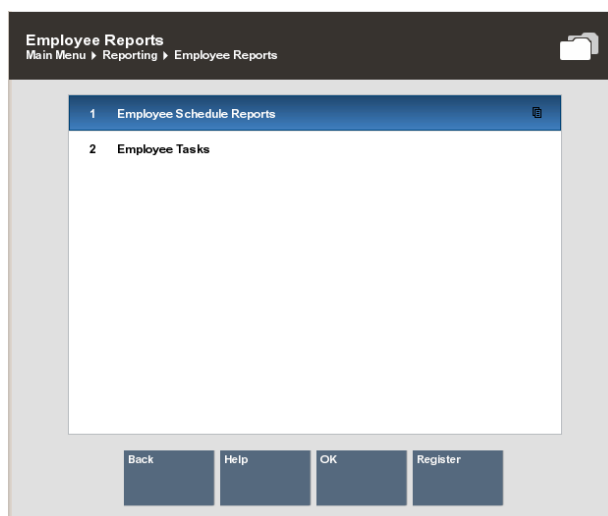 Employee Reports
Main Menu ▸ Reporting ▸ Employee Reports
1 Employee Schedule Reports
2 Employee Tasks
Back Help OK Register